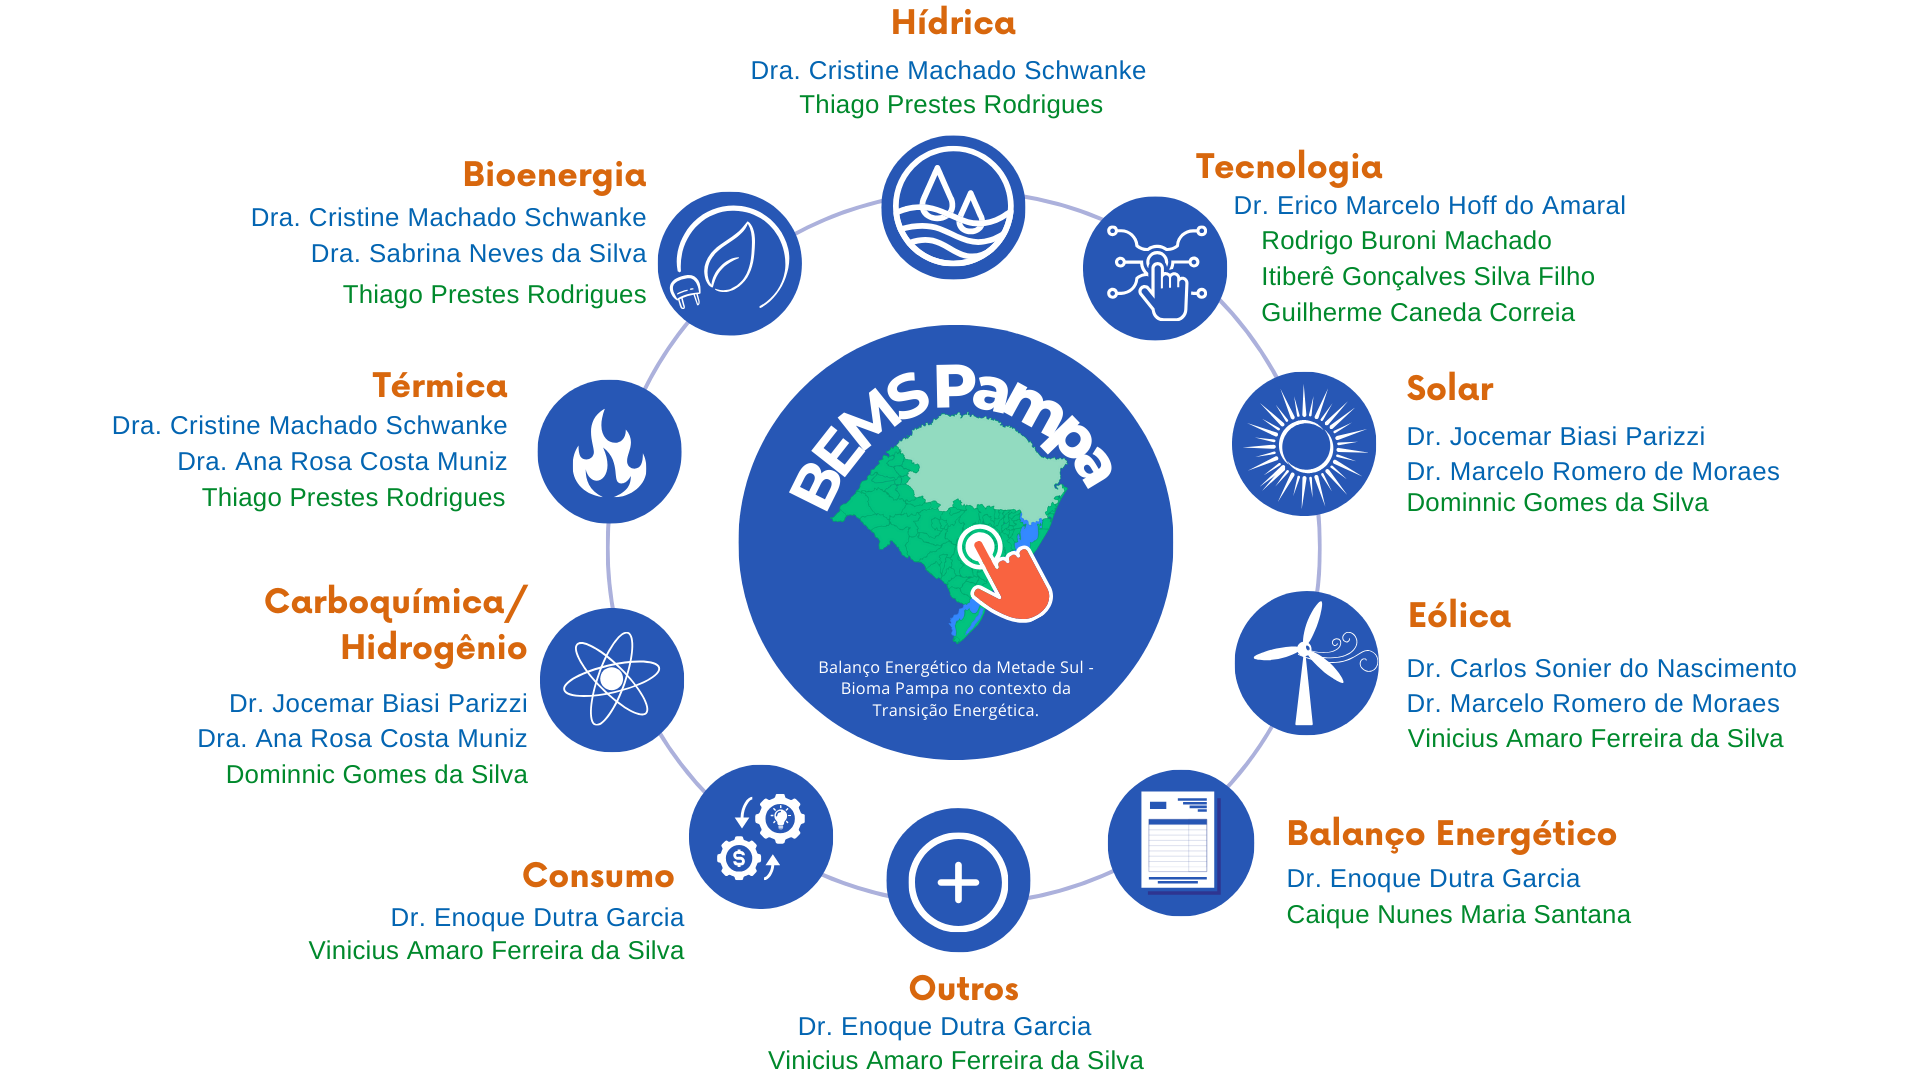 Hídrica
Dra. Cristine Machado Schwanke
Thiago Prestes Rodrigues
Tecnologia
Dr. Erico Marcelo Hoff do Amaral
Rodrigo Buroni Machado
Itiberê Gonçalves Silva Filho
Guilherme Caneda Correia
Solar
Dr. Jocemar Biasi Parizzi
Dr. Marcelo Romero de Moraes
Dominnic Gomes da Silva
Eólica
Dr. Carlos Sonier do Nascimento
Dr. Marcelo Romero de Moraes
Vinicius Amaro Ferreira da Silva
Balanço Energético
Dr. Enoque Dutra Garcia
Caique Nunes Maria Santana
Outros
Dr. Enoque Dutra Garcia
Vinicius Amaro Ferreira da Silva
Consumo
Dr. Enoque Dutra Garcia
Vinicius Amaro Ferreira da Silva
Carboquímica/
Hidrogênio
Dr. Jocemar Biasi Parizzi
Dra. Ana Rosa Costa Muniz
Dominnic Gomes da Silva
Térmica
Dra. Cristine Machado Schwanke
Dra. Ana Rosa Costa Muniz
Thiago Prestes Rodrigues
Bioenergia
Dra. Cristine Machado Schwanke
Dra. Sabrina Neves da Silva
Thiago Prestes Rodrigues
BEMS Pampa
Balanço Energético da Metade Sul -
Bioma Pampa no contexto da
Transição Energética.
$